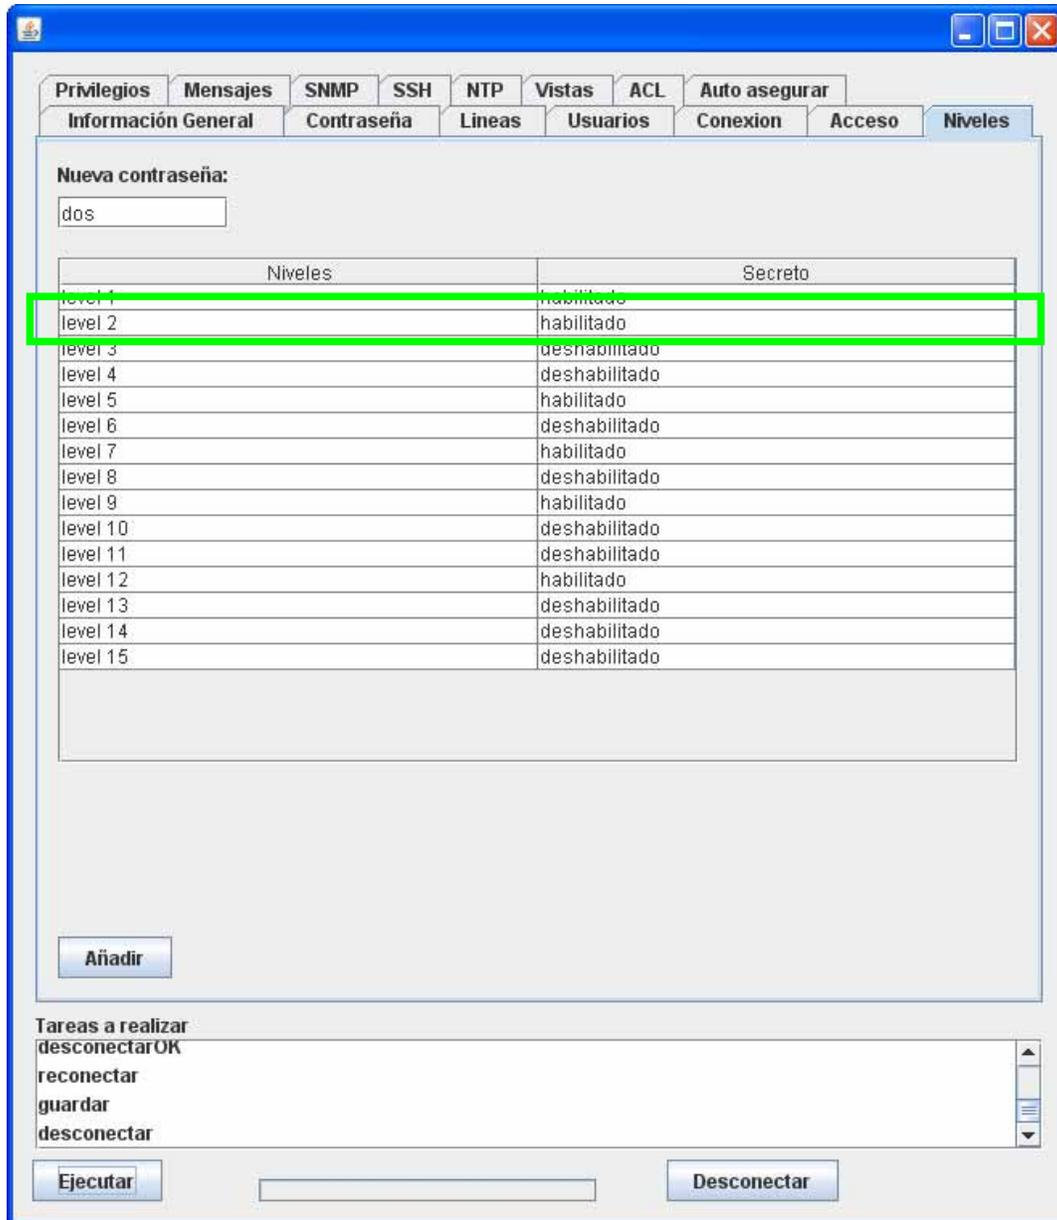 Privilegios Mensajes SNMP SSH NTP Vistas ACL Auto asegurar
Información General Contraseña Lineas Usuarios Conexion Acceso Niveles
Nueva contraseña:
dos
Niveles Secreto
level 1 habilitado
level 2 habilitado
level 3 deshabilitado
level 4 deshabilitado
level 5 habilitado
level 6 deshabilitado
level 7 habilitado
level 8 deshabilitado
level 9 habilitado
level 10 deshabilitado
level 11 deshabilitado
level 12 habilitado
level 13 deshabilitado
level 14 deshabilitado
level 15 deshabilitado
Añadir
Tareas a realizar
desconectarOK
reconectar
guardar
desconectar
Ejecutar Desconectar